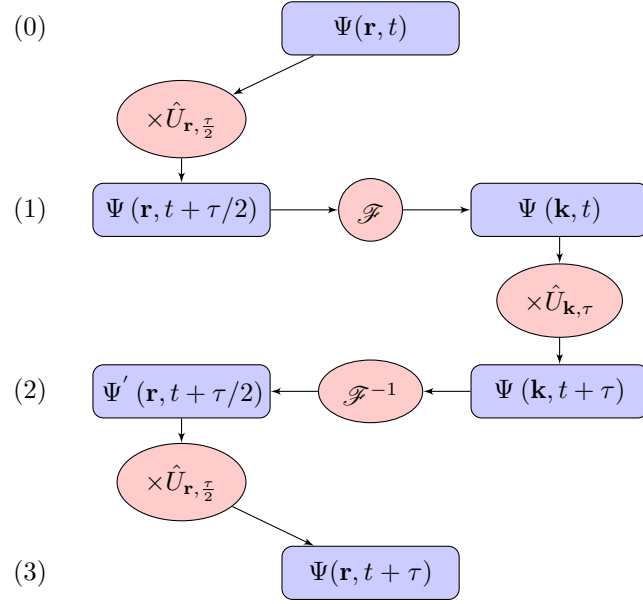 (0) Ψ(𝐫, t)
×Û_{𝐫, τ/2}
(1) Ψ (𝐫, t + τ/2) ℱ Ψ (𝐤, t)
×Û_{𝐤,τ}
(2) Ψ′ (𝐫, t + τ/2) ℱ⁻¹ Ψ (𝐤, t + τ)
×Û_{𝐫, τ/2}
(3) Ψ(𝐫, t + τ)